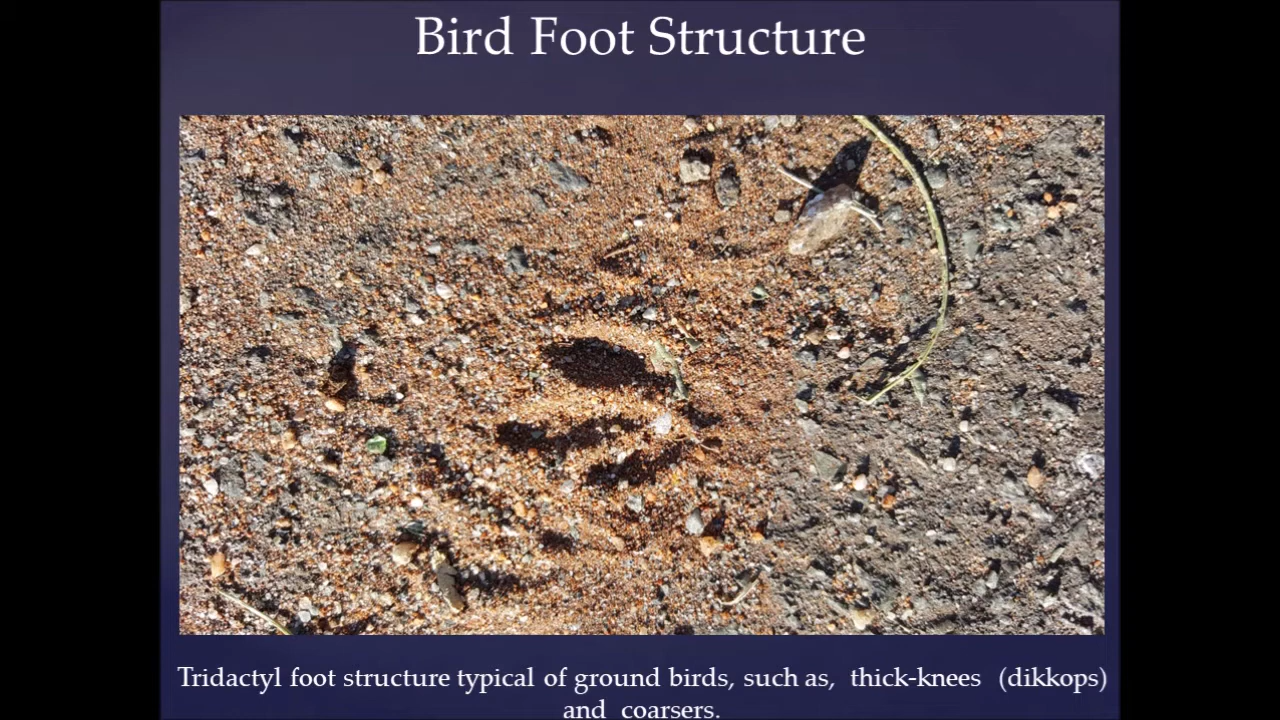 Bird Foot Structure
Tridactyl foot structure typical of ground birds, such as, thick-knees (dikkops)
and coarsers.